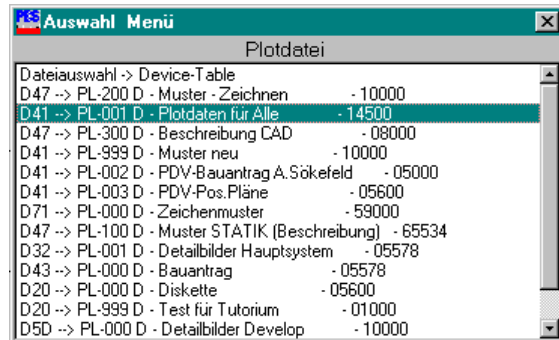 PKS Auswahl Menü
Plotdatei
Dateiauswahl -> Device-Table
D47 --> PL-200 D - Muster - Zeichnen - 10000
D41 --> PL-001 D - Plotdaten für Alle - 14500
D47 --> PL-300 D - Beschreibung CAD - 08000
D41 --> PL-999 D - Muster neu - 10000
D41 --> PL-002 D - PDV-Bauantrag A.Sökefeld - 05000
D41 --> PL-003 D - PDV-Pos.Pläne - 05600
D71 --> PL-000 D - Zeichenmuster - 59000
D47 --> PL-100 D - Muster STATIK (Beschreibung) - 65534
D32 --> PL-001 D - Detailbilder Hauptsystem - 05578
D43 --> PL-000 D - Bauantrag - 05578
D20 --> PL-000 D - Diskette - 05600
D20 --> PL-999 D - Test für Tutorium - 01000
D5D --> PL-000 D - Detailbilder Develop - 10000